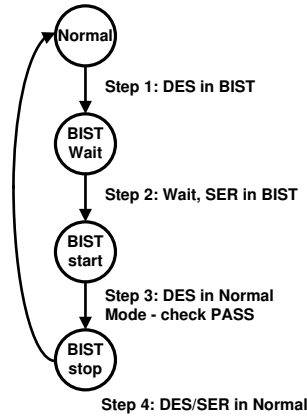 Normal
Step 1: DES in BIST
BIST
Wait
Step 2: Wait, SER in BIST
BIST
start
Step 3: DES in Normal
Mode - check PASS
BIST
stop
Step 4: DES/SER in Normal